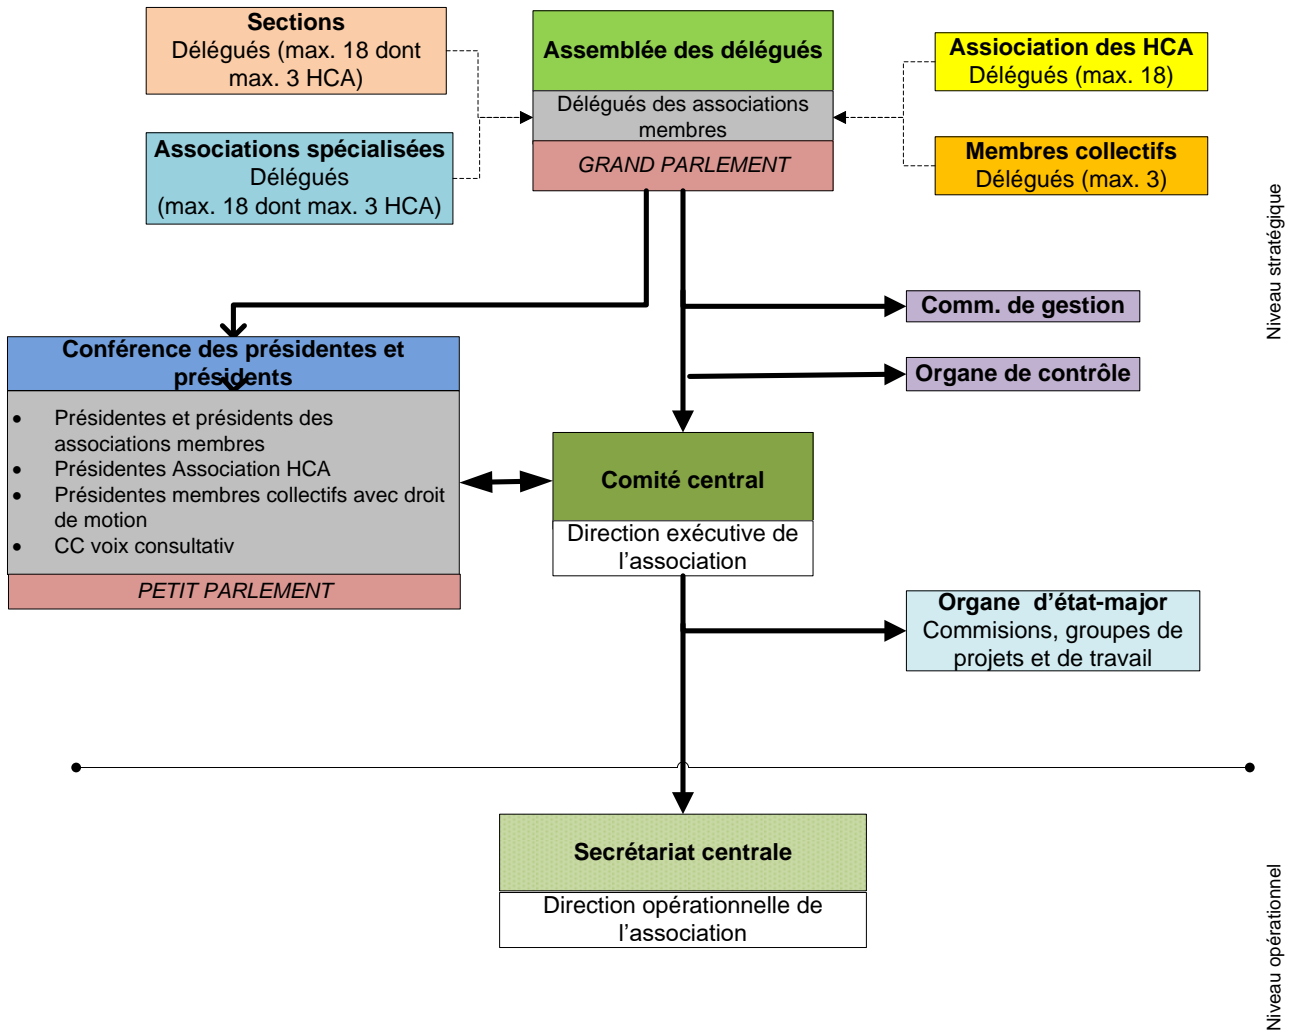 Sections
Délégués (max. 18 dont
max. 3 HCA)
Associations spécialisées
Délégués
(max. 18 dont max. 3 HCA)
Assemblée des délégués
Délégués des associations
membres
GRAND PARLEMENT
Assiociation des HCA
Délégués (max. 18)
Membres collectifs
Délégués (max. 3)
Niveau stratégique
Comm. de gestion
Organe de contrôle
Conférence des présidentes et
présidents
• Présidentes et présidents des
associations membres
• Présidentes Association HCA
• Présidentes membres collectifs avec droit
de motion
• CC voix consultativ
PETIT PARLEMENT
Comité central
Direction exécutive de
l’association
Organe d’état-major
Commisions, groupes de
projets et de travail
Secrétariat centrale
Direction opérationnelle de
l’association
Niveau opérationnel